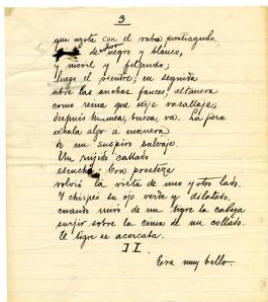 3
que azota con el rabo puntiagudo
de negro y blanco,
y móvil y felpudo;
luego el vientre; en seguida
abre las anchas fauces, altanera
como reina que exije vasallaje;
después husmea, busca, va. La fiera
exhala algo a manera
de un suspiro salvaje.
Un rujido callado
escuchó. Con presteza
volvió la vista de uno y otro lado.
Y chispeó su ojo verde y dilatado,
cuando miró de un tigre la cabeza
surjir sobre la cima de un collado.
El tigre se acercaba.
II
Era muy bello.